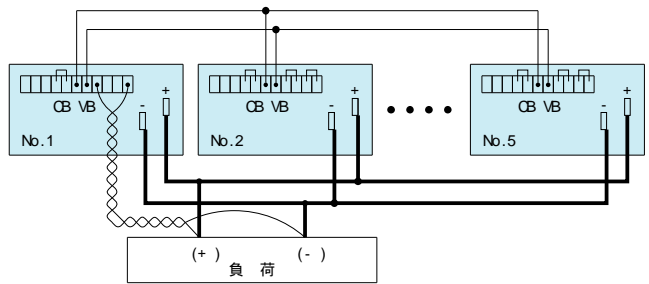 CB VB
- +
No.1
CB VB
- +
No.2
CB VB
- +
No.5
(+ ) (- )
負 荷